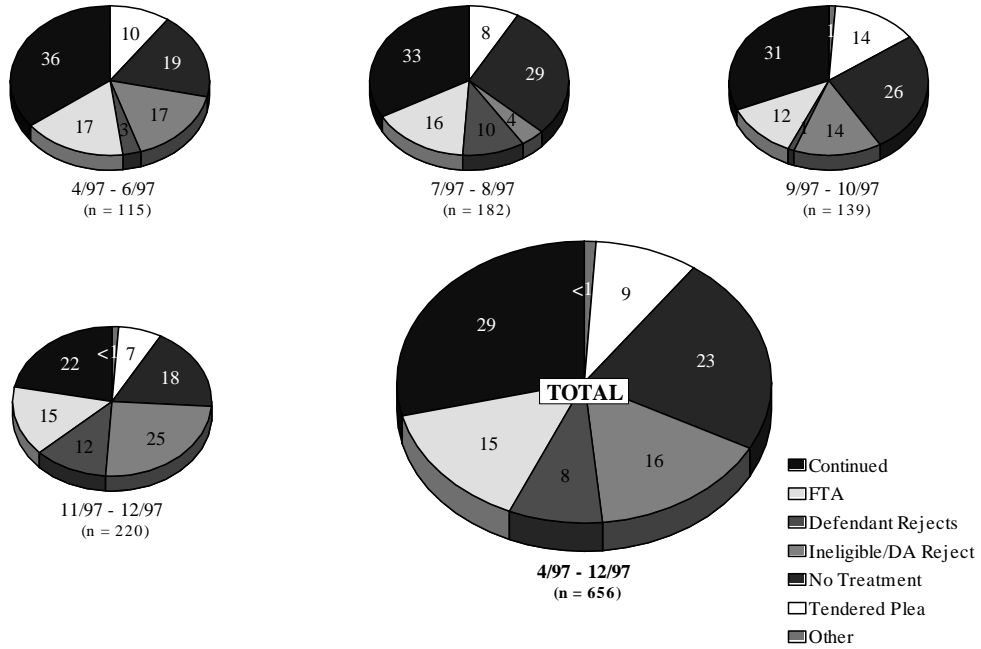 10
36
19
17
17
3
4/97 - 6/97
(n = 115)
8
33
29
4
16
10
7/97 - 8/97
(n = 182)
1
14
31
26
12
1
14
9/97 - 10/97
(n = 139)
<1
7
22
18
15
12
25
11/97 - 12/97
(n = 220)
<1
9
29
23
TOTAL
15
8
16
4/97 - 12/97
(n = 656)
Continued
FTA
Defendant Rejects
Ineligible/DA Reject
No Treatment
Tendered Plea
Other